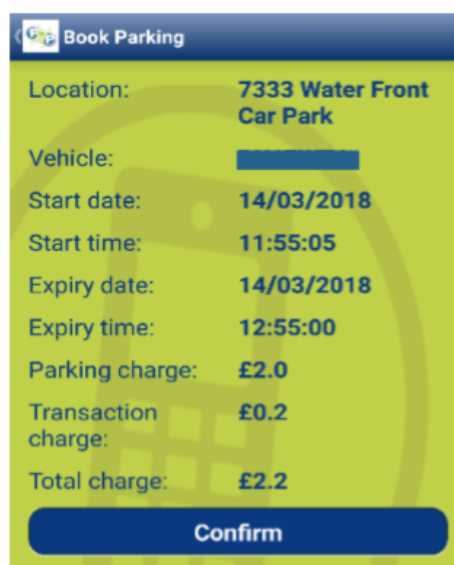 Book Parking
Location: 7333 Water Front
Car Park
Vehicle:
Start date: 14/03/2018
Start time: 11:55:05
Expiry date: 14/03/2018
Expiry time: 12:55:00
Parking charge: £2.0
Transaction £0.2
charge:
Total charge: £2.2
Confirm